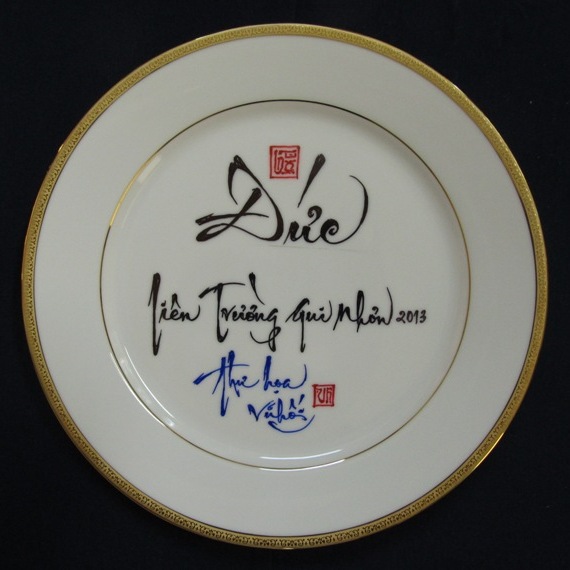 Đức
Liên Trường Qui Nhơn 2013
thư họa
Vũ Hối